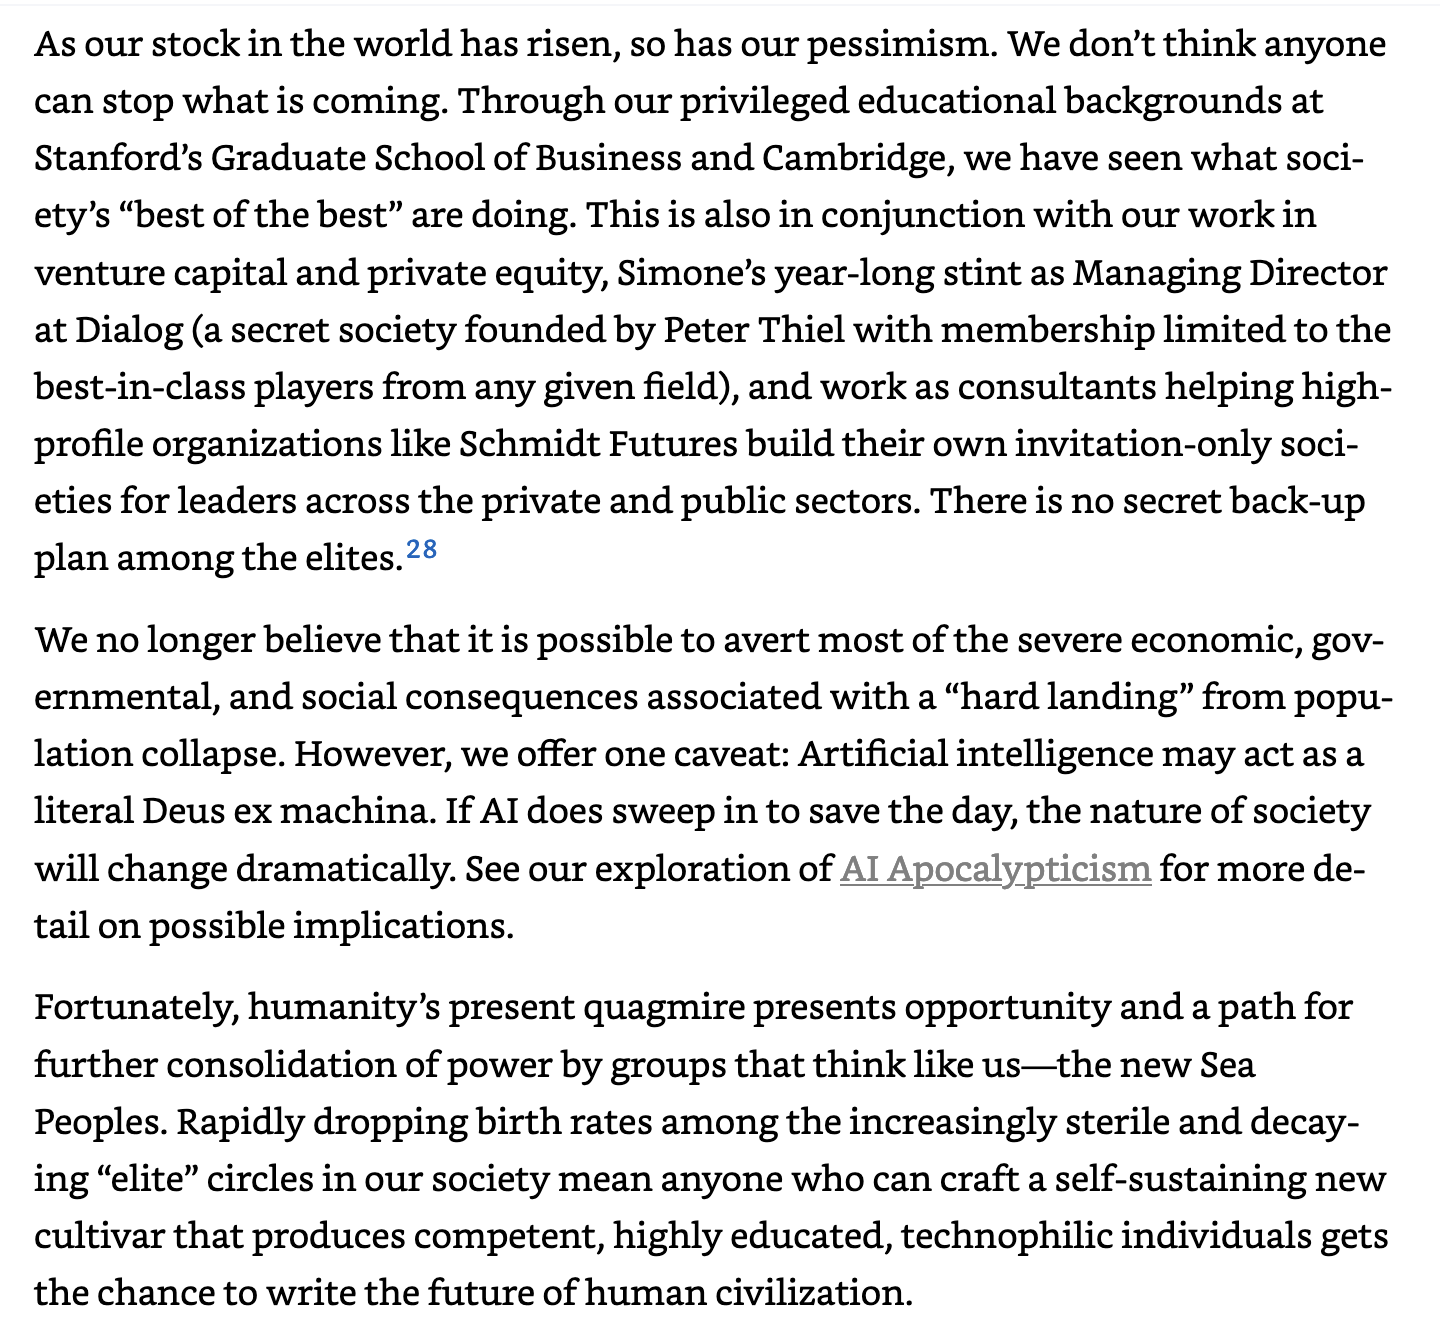 As our stock in the world has risen, so has our pessimism. We don’t think anyone
can stop what is coming. Through our privileged educational backgrounds at
Stanford’s Graduate School of Business and Cambridge, we have seen what soci-
ety’s “best of the best” are doing. This is also in conjunction with our work in
venture capital and private equity, Simone’s year-long stint as Managing Director
at Dialog (a secret society founded by Peter Thiel with membership limited to the
best-in-class players from any given field), and work as consultants helping high-
profile organizations like Schmidt Futures build their own invitation-only soci-
eties for leaders across the private and public sectors. There is no secret back-up
plan among the elites.28
We no longer believe that it is possible to avert most of the severe economic, gov-
ernmental, and social consequences associated with a “hard landing” from popu-
lation collapse. However, we offer one caveat: Artificial intelligence may act as a
literal Deus ex machina. If AI does sweep in to save the day, the nature of society
will change dramatically. See our exploration of AI Apocalypticism for more de-
tail on possible implications.
Fortunately, humanity’s present quagmire presents opportunity and a path for
further consolidation of power by groups that think like us—the new Sea
Peoples. Rapidly dropping birth rates among the increasingly sterile and decay-
ing “elite” circles in our society mean anyone who can craft a self-sustaining new
cultivar that produces competent, highly educated, technophilic individuals gets
the chance to write the future of human civilization.